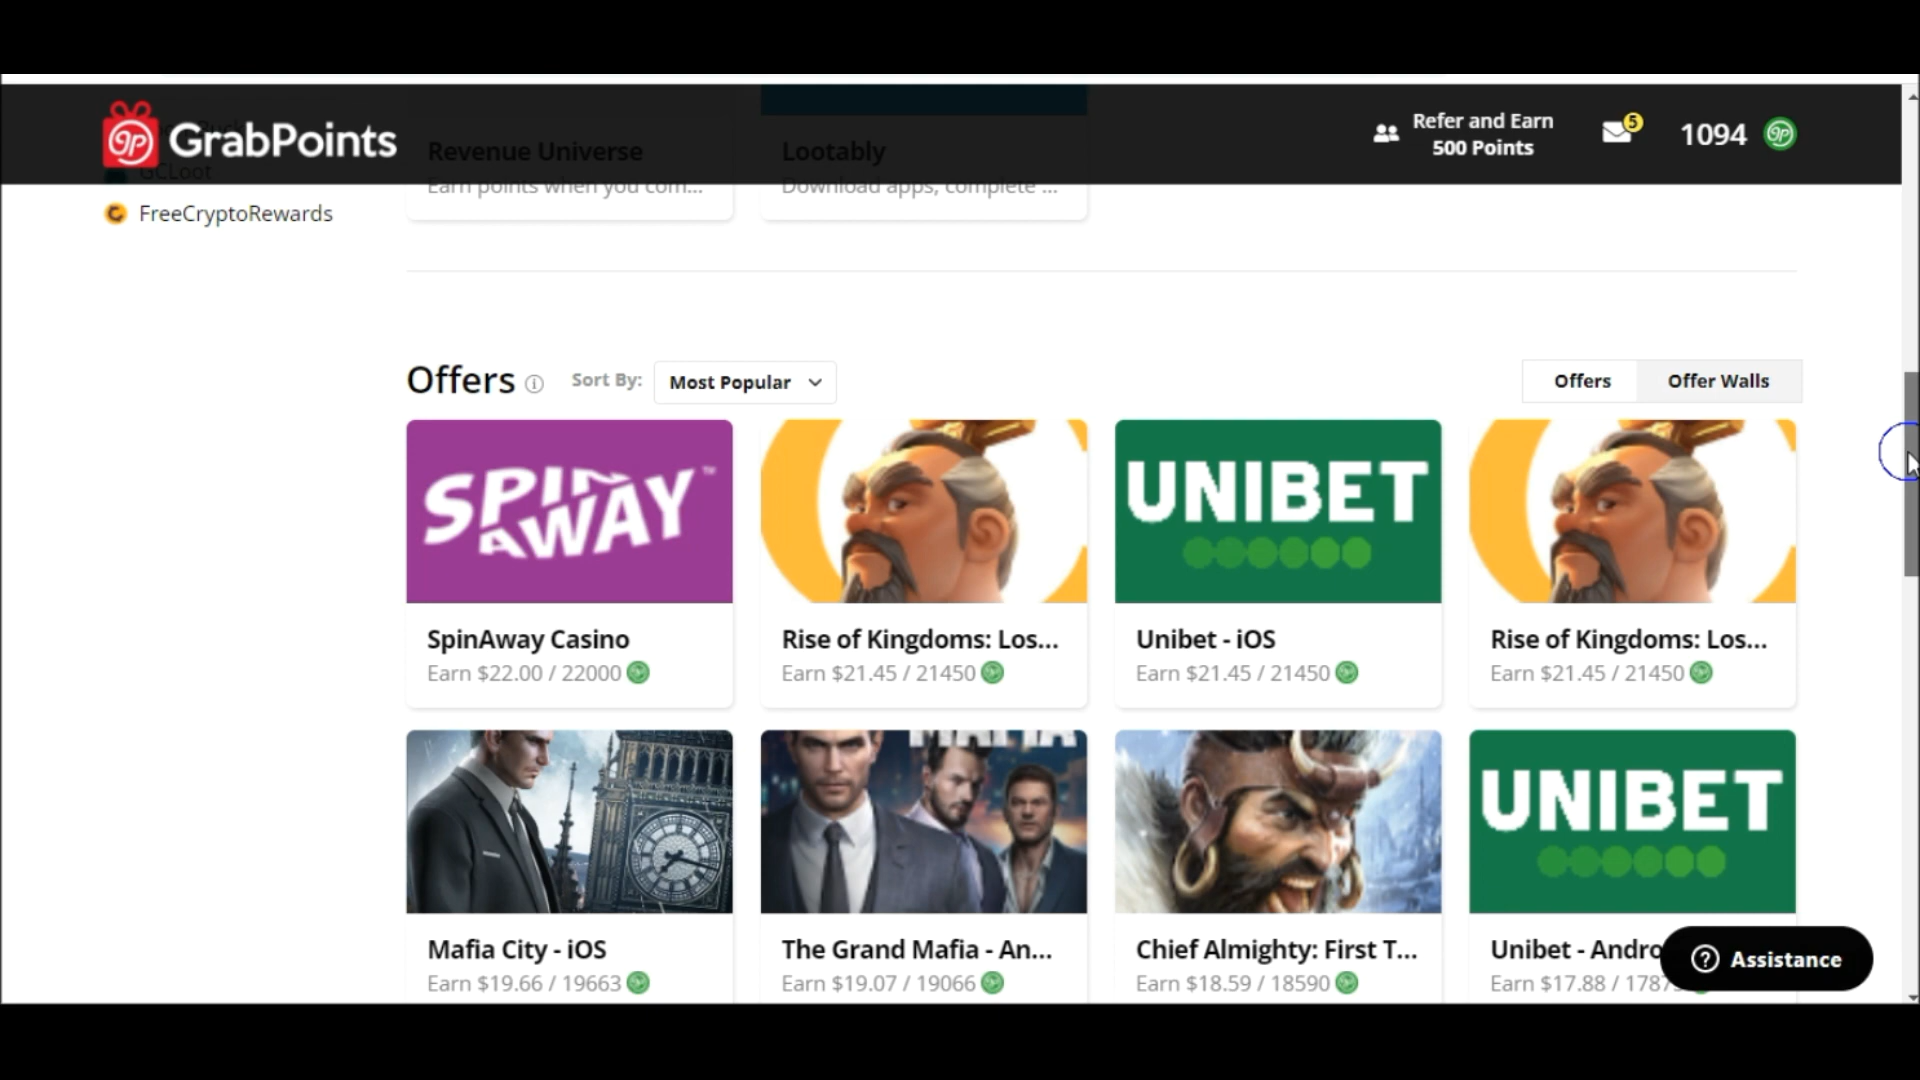 GrabPoints
Refer and Earn
500 Points
5
1094
Revenue Universe
Lootably
GCLoot
Earn points when you com...
Download apps, complete ...
FreeCryptoRewards
Offers
Sort By:
Most Popular
Offers
Offer Walls
SPIN AWAY™
UNIBET
SpinAway Casino
Rise of Kingdoms: Los...
Unibet - iOS
Rise of Kingdoms: Los...
Earn $22.00 / 22000
Earn $21.45 / 21450
Earn $21.45 / 21450
Earn $21.45 / 21450
MAFIA
UNIBET
Mafia City - iOS
The Grand Mafia - An...
Chief Almighty: First T...
Unibet - Andro
Assistance
Earn $19.66 / 19663
Earn $19.07 / 19066
Earn $18.59 / 18590
Earn $17.88 / 1787